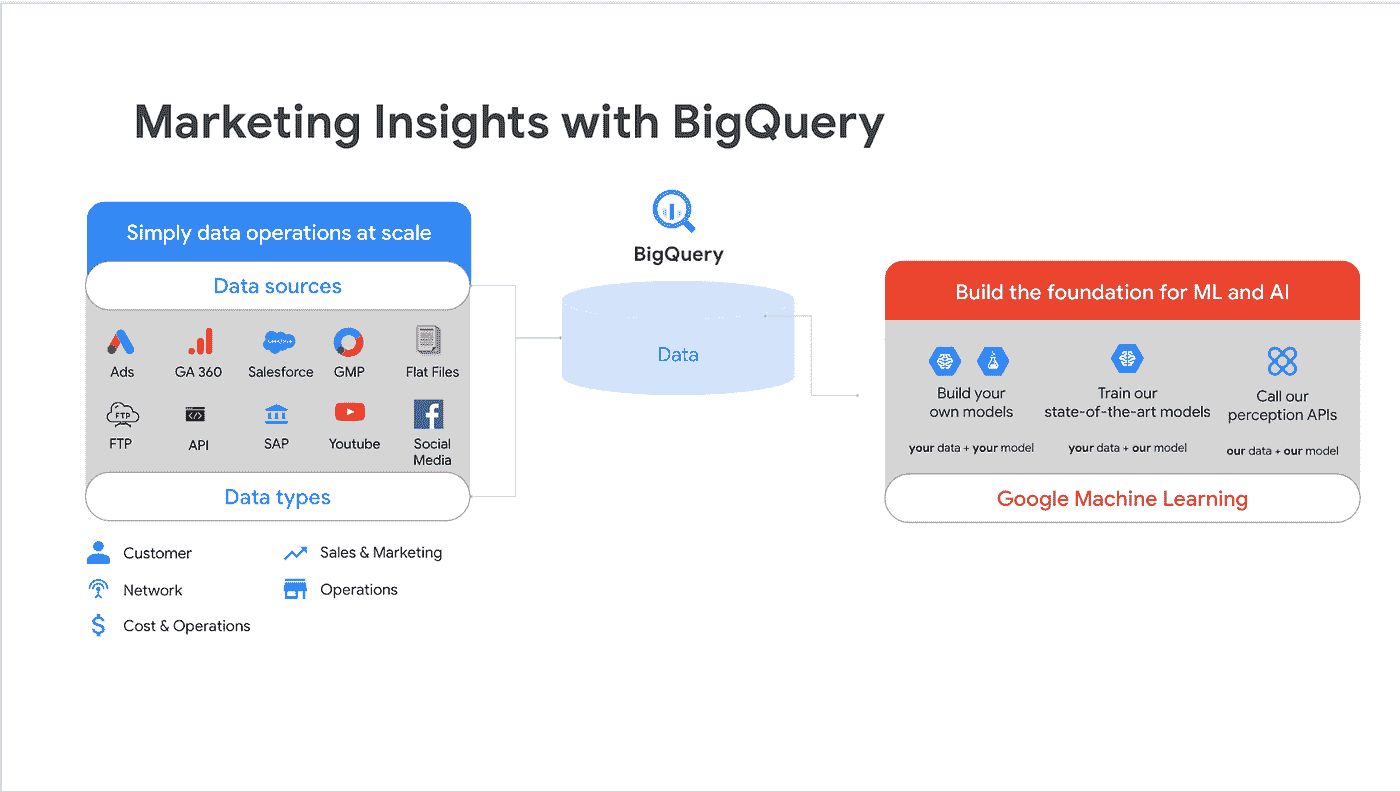 Marketing Insights with BigQuery
Simply data operations at scale
Data sources
Ads
GA 360
Salesforce
GMP
Flat Files
FTP
FTP
API
SAP
Youtube
Social
Media
Data types
Customer
Sales & Marketing
Network
Operations
Cost & Operations
BigQuery
Data
Build the foundation for ML and AI
Build your
own models
your data + your model
Train our
state-of-the-art models
your data + our model
Call our
perception APIs
our data + our model
Google Machine Learning